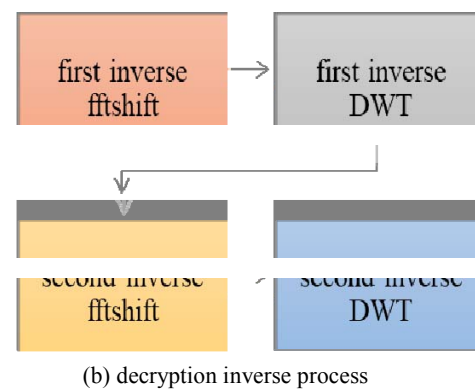 first inverse
fftshift
first inverse
DWT
second inverse
fftshift
second inverse
DWT
(b) decryption inverse process